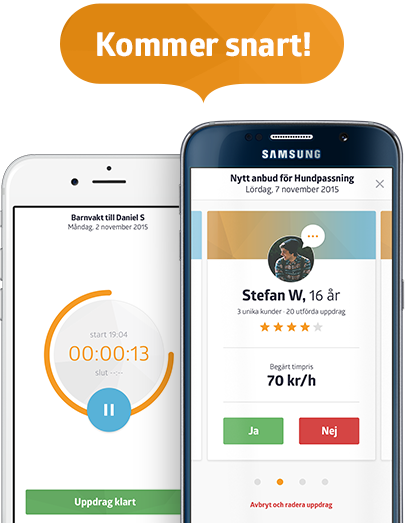 Kommer snart!
SAMSUNG
Nytt anbud för Hundpassning
Lördag, 7 november 2015
Stefan W, 16 år
3 unika kunder · 20 utförda uppdrag
Begärt timpris
70 kr/h
Ja
Nej
Avbryt och radera uppdrag
Barnvakt till Daniel S
Måndag, 2 november 2015
start 19:04
00:00:13
slut --:--
Uppdrag klart